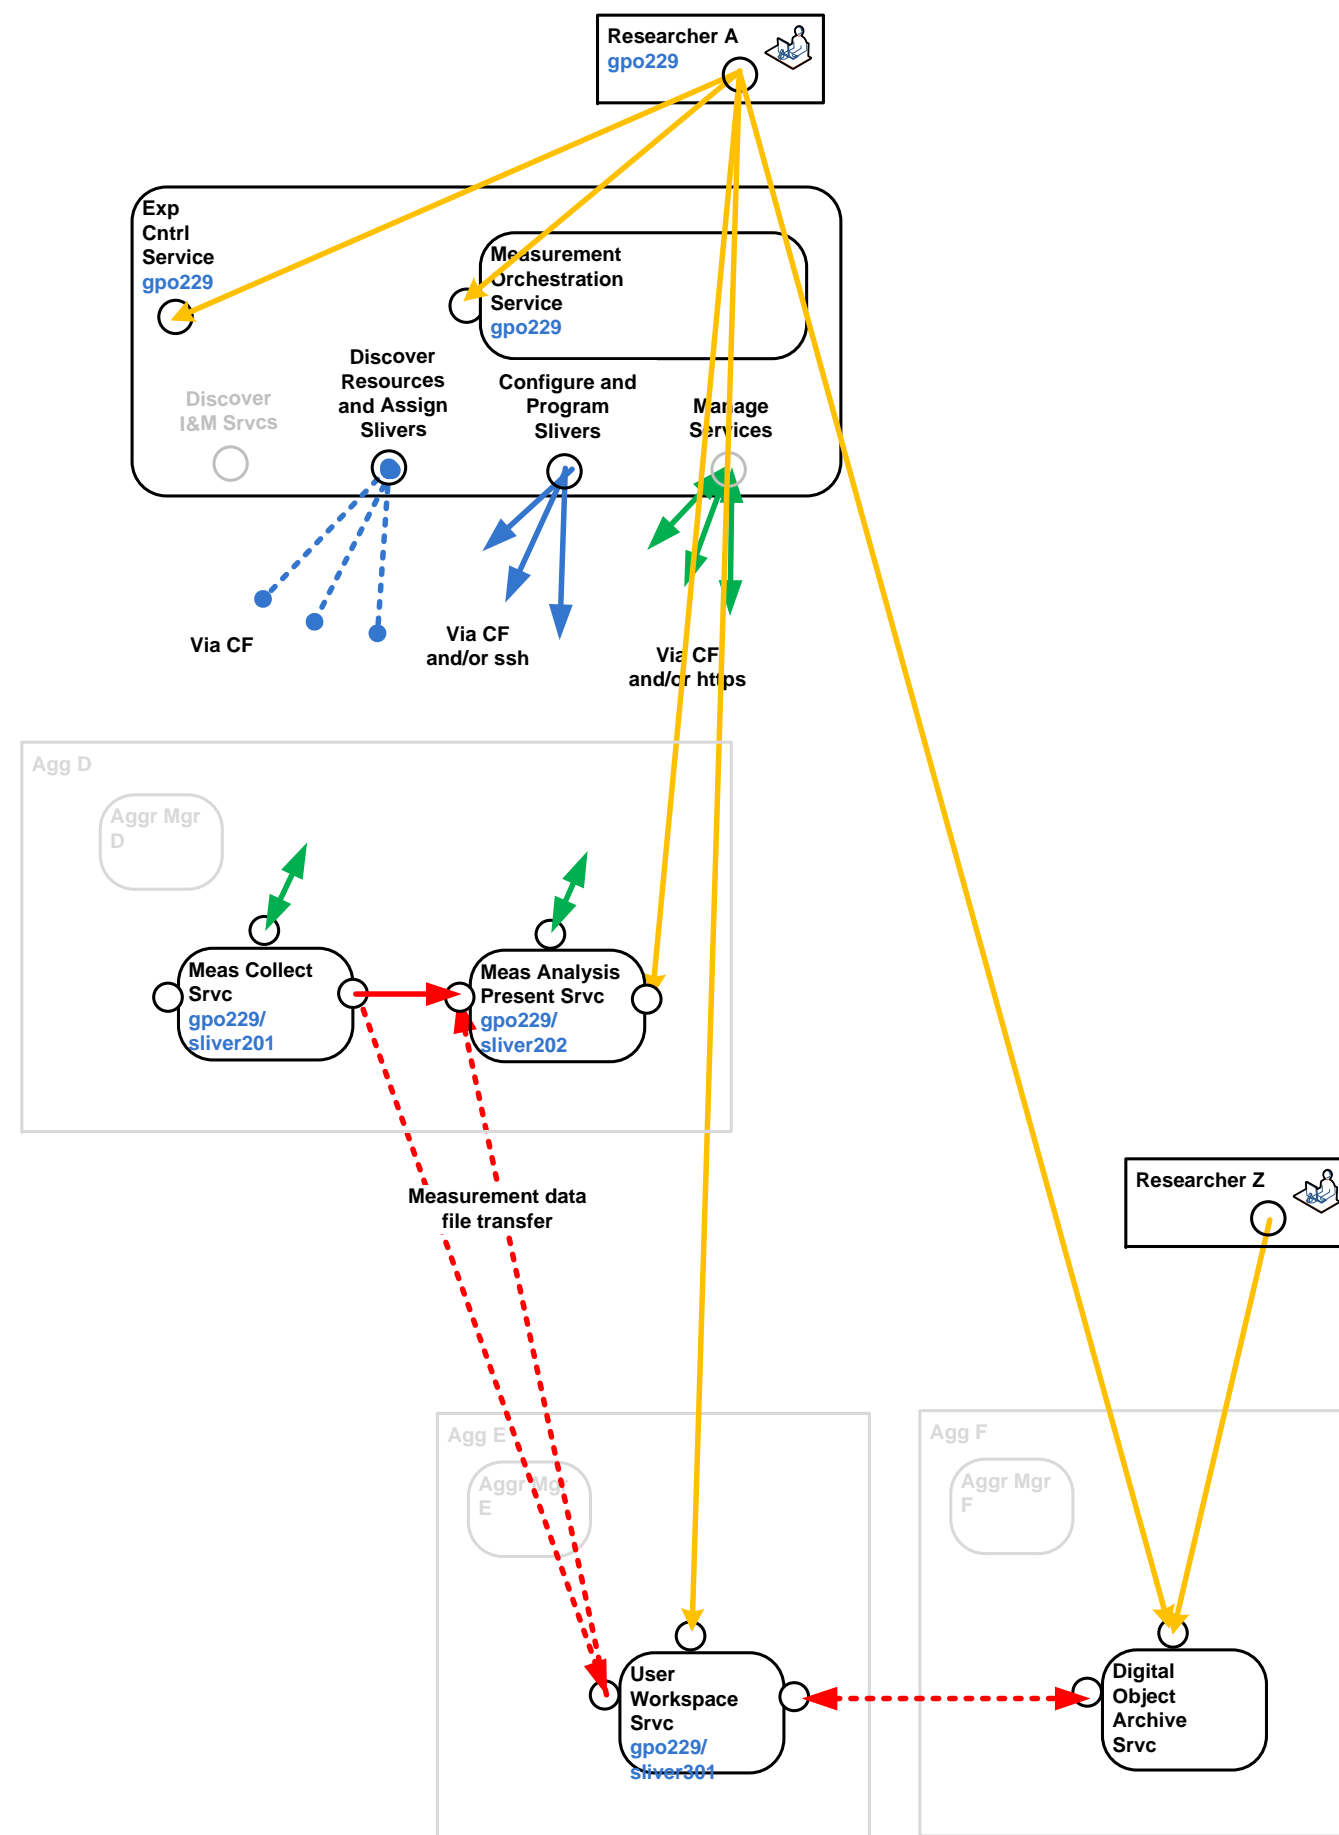 Researcher A
gpo229
Exp
Cntrl
Service
gpo229
Measurement
Orchestration
Service
gpo229
Discover
I&M Srvcs
Discover
Resources
and Assign
Slivers
Configure and
Program
Slivers
Manage
Services
Via CF
Via CF
and/or ssh
Via CF
and/or https
Agg D
Aggr Mgr
D
Meas Collect
Srvc
gpo229/
sliver201
Meas Analysis
Present Srvc
gpo229/
sliver202
Measurement data
file transfer
Researcher Z
Agg E
Aggr Mgr
E
User
Workspace
Srvc
gpo229/
sliver301
Agg F
Aggr Mgr
F
Digital
Object
Archive
Srvc